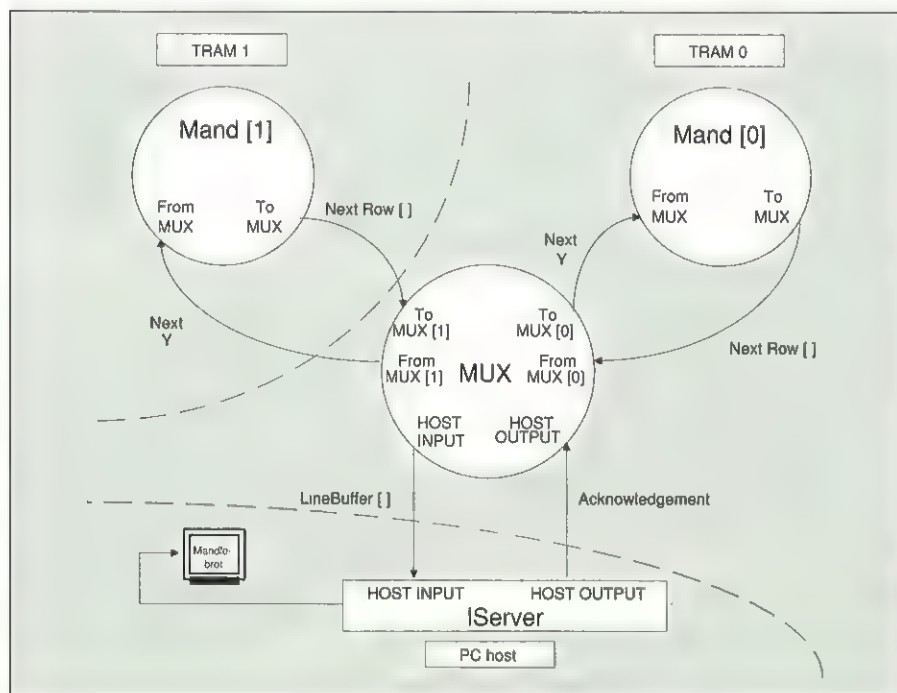 TRAM 1
TRAM 0
Mand [1]
Mand [0]
From
MUX
To
MUX
From
MUX
To
MUX
Next Row [ ]
Next
Y
Next
Y
Next Row [ ]
To
MUX [1]
To
MUX [0]
From
MUX [1]
MUX
From
MUX [0]
HOST
INPUT
HOST
OUTPUT
LineBuffer [ ]
Acknowledgement
Mandle-
brot
HOST INPUT
HOST OUTPUT
IServer
PC host